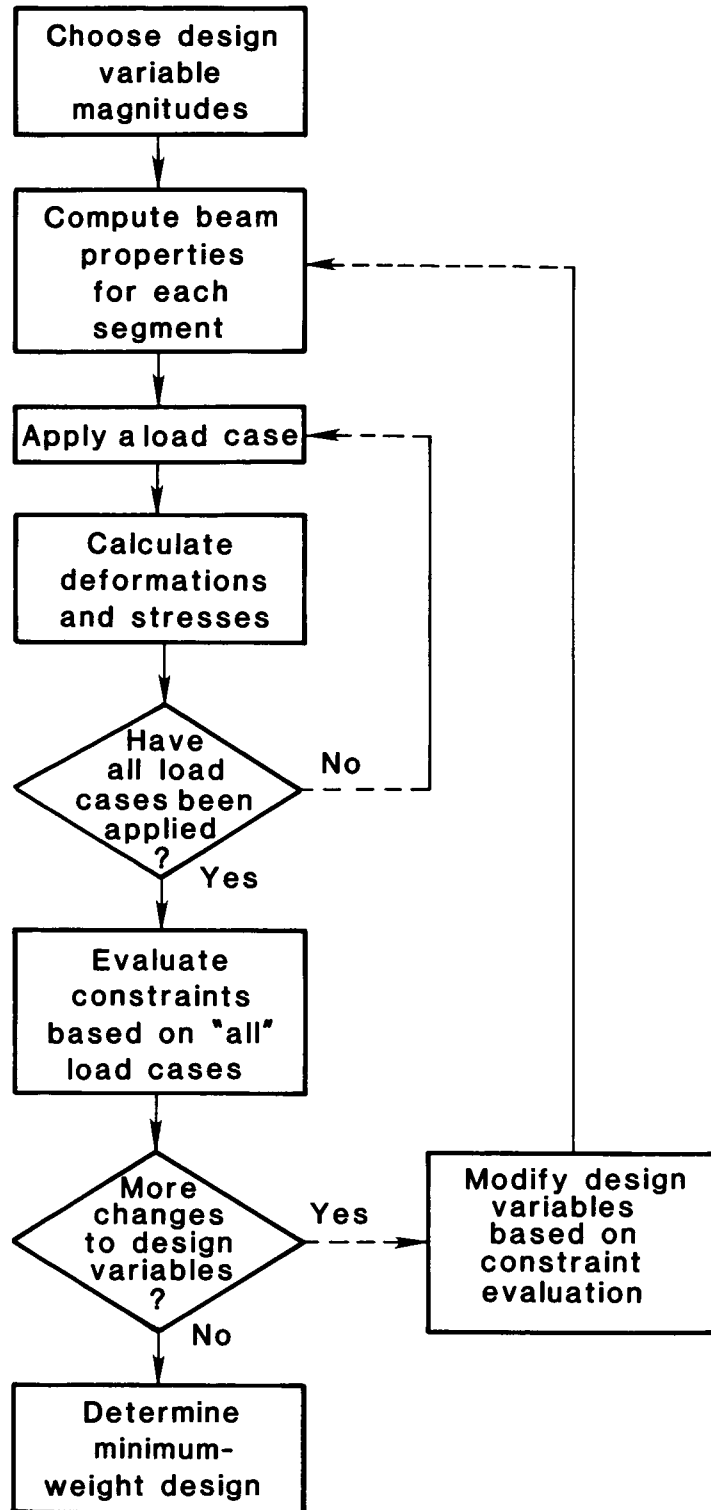 Choose design
variable
magnitudes
Compute beam
properties
for each
segment
Apply a load case
Calculate
deformations
and stresses
Have
all load
cases been
applied
?
No
Yes
Evaluate
constraints
based on "all"
load cases
More
changes
to design
variables
?
Yes
No
Modify design
variables
based on
constraint
evaluation
Determine
minimum-
weight design